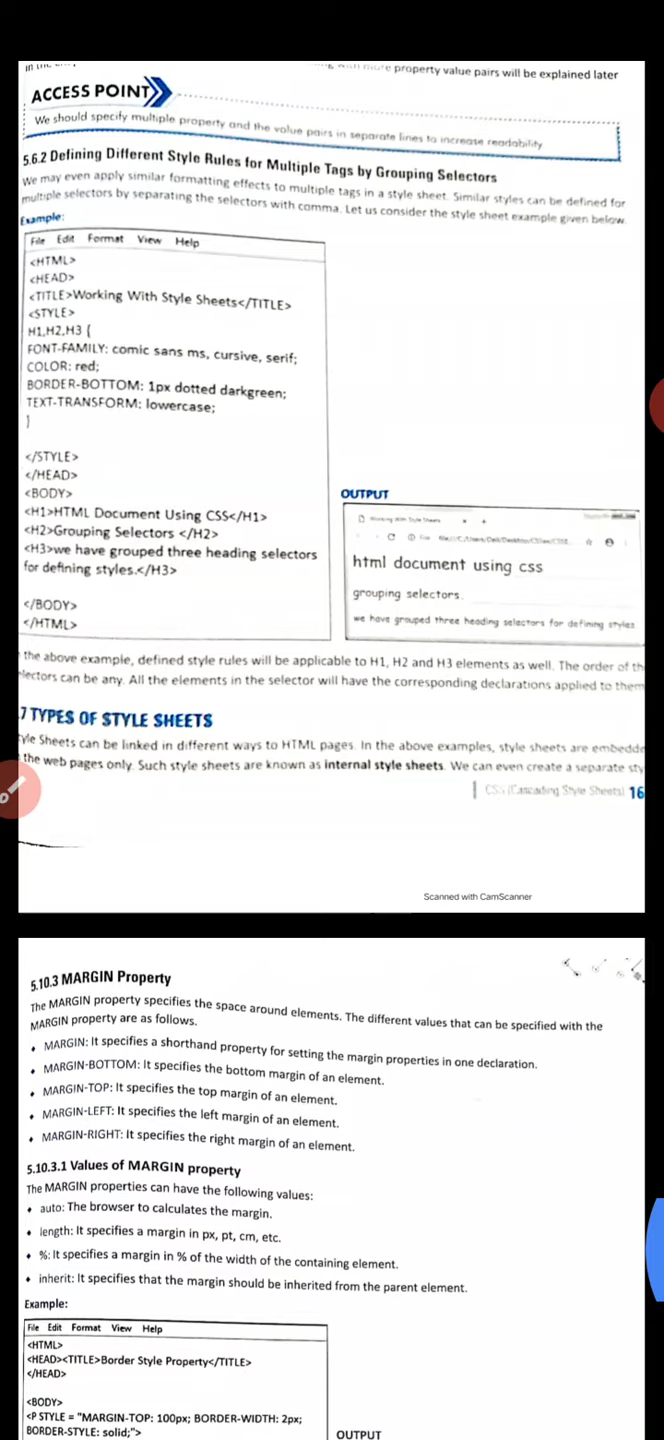 property value pairs will be explained later
ACCESS POINT
We should specify multiple property and the value pairs in separate lines to increase readability
5.6.2 Defining Different Style Rules for Multiple Tags by Grouping Selectors
We may even apply similar formatting effects to multiple tags in a style sheet. Similar styles can be defined for
multiple selectors by separating the selectors with comma. Let us consider the style sheet example given below.
Example:
File Edit Format View Help
<HTML>
<HEAD>
<TITLE>Working With Style Sheets</TITLE>
<STYLE>
H1,H2,H3 {
FONT-FAMILY: comic sans ms, cursive, serif;
COLOR: red;
BORDER-BOTTOM: 1px dotted darkgreen;
TEXT-TRANSFORM: lowercase;
}
</STYLE>
</HEAD>
<BODY>
<H1>HTML Document Using CSS</H1>
<H2>Grouping Selectors </H2>
<H3>we have grouped three heading selectors
for defining styles.</H3>
</BODY>
</HTML>
OUTPUT
Working With Style Sheets
html document using css
grouping selectors
we have grouped three heading selectors for defining styles.
the above example, defined style rules will be applicable to H1, H2 and H3 elements as well. The order of th
lectors can be any. All the elements in the selector will have the corresponding declarations applied to them
.7 TYPES OF STYLE SHEETS
yle Sheets can be linked in different ways to HTML pages. In the above examples, style sheets are embedde
the web pages only. Such style sheets are known as internal style sheets. We can even create a separate sty
CSS (Cascading Style Sheets) 16
Scanned with CamScanner
5.10.3 MARGIN Property
The MARGIN property specifies the space around elements. The different values that can be specified with the
MARGIN property are as follows.
• MARGIN: It specifies a shorthand property for setting the margin properties in one declaration.
• MARGIN-BOTTOM: It specifies the bottom margin of an element.
• MARGIN-TOP: It specifies the top margin of an element.
• MARGIN-LEFT: It specifies the left margin of an element.
• MARGIN-RIGHT: It specifies the right margin of an element.
5.10.3.1 Values of MARGIN property
The MARGIN properties can have the following values:
• auto: The browser to calculates the margin.
• length: It specifies a margin in px, pt, cm, etc.
• %: It specifies a margin in % of the width of the containing element.
• inherit: It specifies that the margin should be inherited from the parent element.
Example:
File Edit Format View Help
<HTML>
<HEAD><TITLE>Border Style Property</TITLE>
</HEAD>
<BODY>
<P STYLE = "MARGIN-TOP: 100px; BORDER-WIDTH: 2px;
BORDER-STYLE: solid;">
OUTPUT